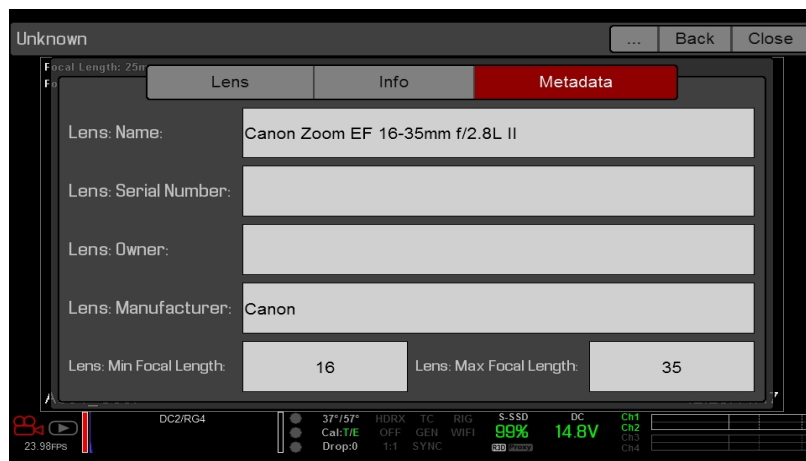 Unknown
... Back Close
Focal Length: 25m
Lens Info Metadata
Lens: Name: Canon Zoom EF 16-35mm f/2.8L II
Lens: Serial Number:
Lens: Owner:
Lens: Manufacturer: Canon
Lens: Min Focal Length: 16 Lens: Max Focal Length: 35
DC2/RG4 37°/57° HDRX TC RIG S-SSD DC Ch1
Cal:T/E OFF GEN WIFI 99% 14.8V Ch2
23.98FPS Drop:0 1:1 SYNC R3D Proxy Ch3
Ch4